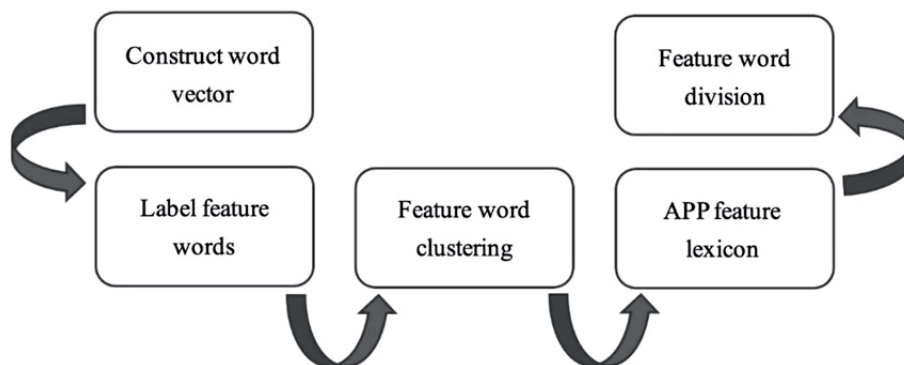 Construct word
vector
Label feature
words
Feature word
clustering
APP feature
lexicon
Feature word
division